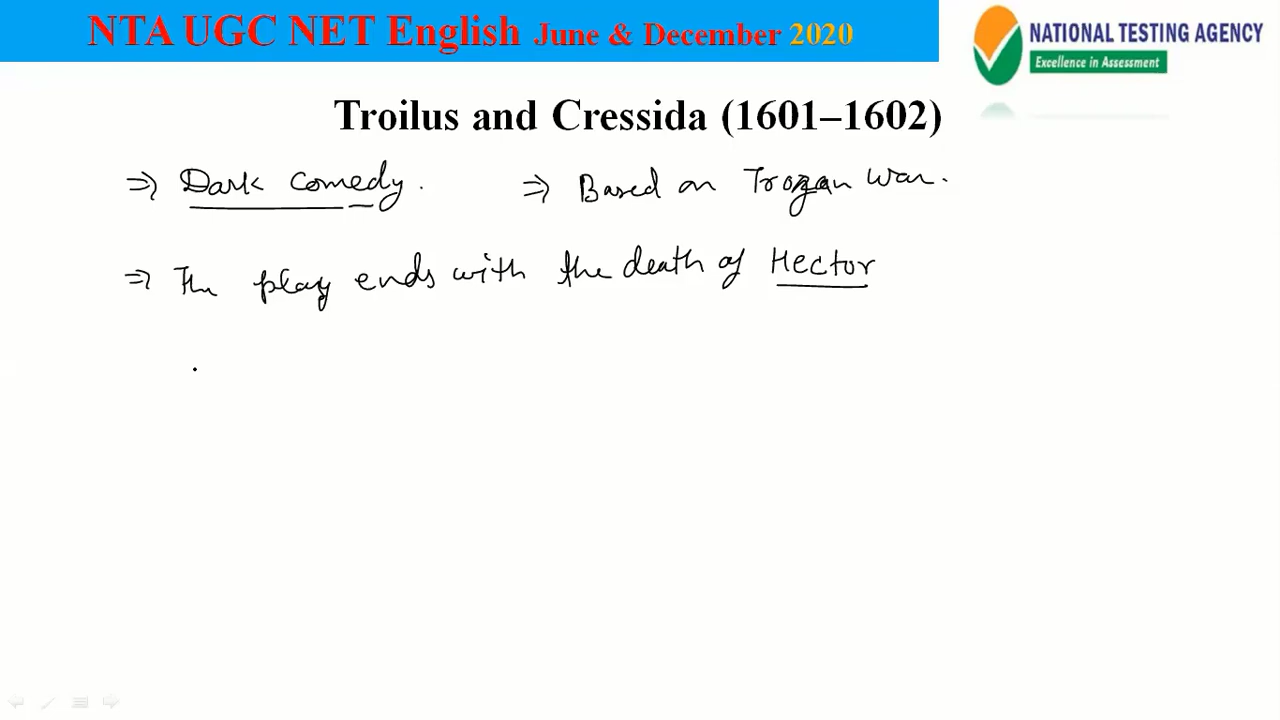 NTA UGC NET English June & December 2020
NATIONAL TESTING AGENCY
Excellence in Assessment
Troilus and Cressida (1601–1602)
⇒ Dark comedy. ⇒ Based on Trojan war.
⇒ The play ends with the death of Hector